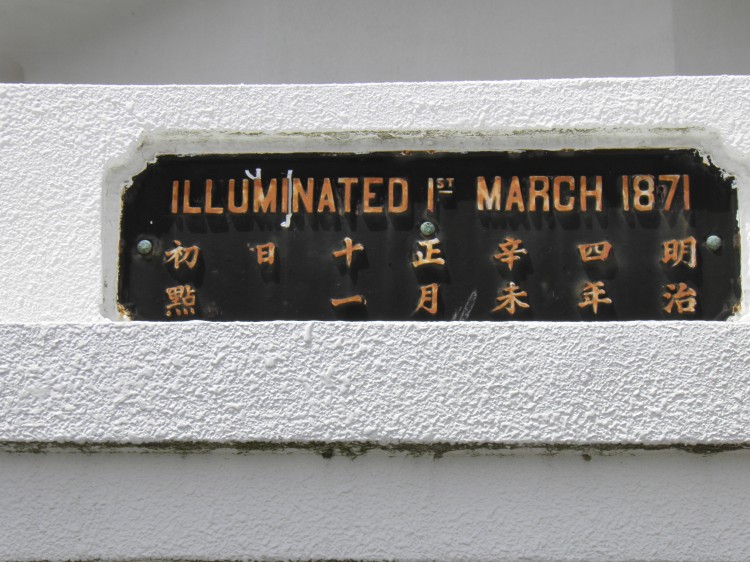 ILLUMINATED 1ST MARCH 1871
明治
四年
辛未
正月
十一
日
初點